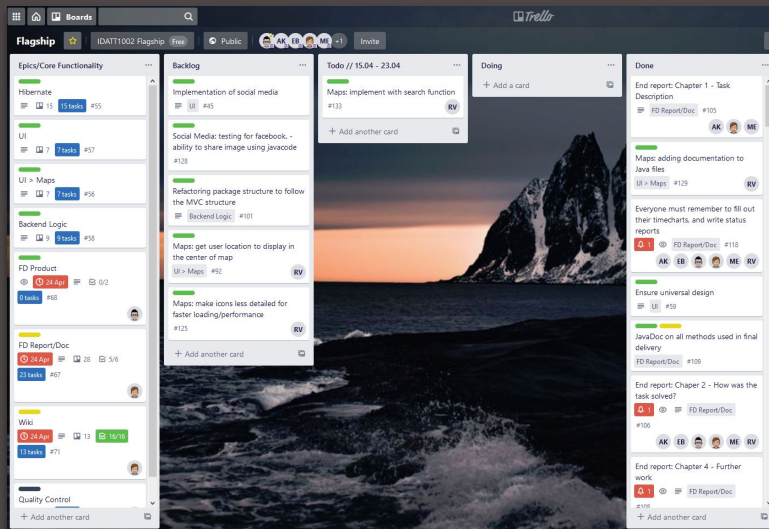 Boards
Trello
Flagship
IDATT1002 Flagship Free
Public
AK EB ME +1
Invite
Epics/Core Functionality
Hibernate
15 15 tasks #55
UI
7 7 tasks #57
UI > Maps
7 7 tasks #56
Backend Logic
9 9 tasks #58
FD Product
24 Apr 0/2
0 tasks #68
FD Report/Doc
24 Apr 28 5/6
23 tasks #67
Wiki
24 Apr 13 16/16
13 tasks #71
Quality Control
+ Add another card
Backlog
Implementation of social media
UI #45
Social Media: testing for facebook. -
ability to share image using javacode
#128
Refactoring package structure to follow
the MVC structure
Backend Logic #101
Maps: get user location to display in
the center of map
UI > Maps #92 RV
Maps: make icons less detailed for
faster loading/performance
#125 RV
+ Add another card
Todo // 15.04 - 23.04
Maps: implement with search function
#133 RV
+ Add another card
Doing
+ Add a card
Done
End report: Chapter 1 - Task
Description
FD Report/Doc #105
AK ME
Maps: adding documentation to
Java files
UI > Maps #129 RV
Everyone must remember to fill out
their timecharts, and write status
reports
1 FD Report/Doc #118
AK EB ME RV
Ensure universal design
UI #59
JavaDoc on all methods used in final
delivery
FD Report/Doc #109
End report: Chaper 2 - How was the
task solved?
1 FD Report/Doc
#106
AK EB ME RV
End report: Chapter 4 - Further
work
1 FD Report/Doc
#108
+ Add another card